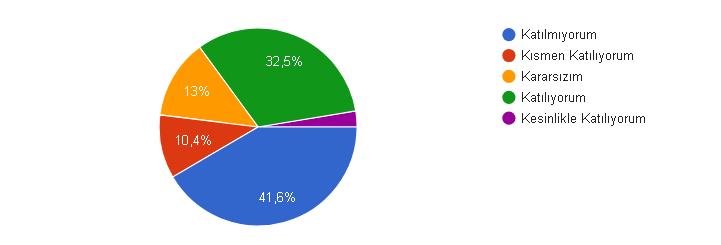 32,5%
13%
10,4%
41,6%
Katılmıyorum
Kısmen Katılıyorum
Kararsızım
Katılıyorum
Kesinlikle Katılıyorum